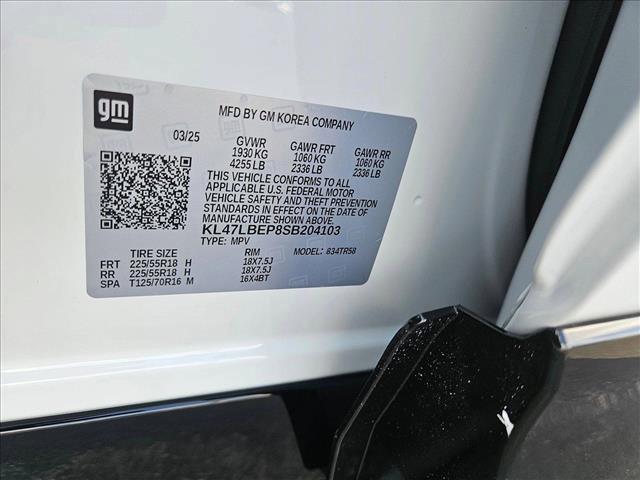 gm
MFD BY GM KOREA COMPANY
03/25 GVWR GAWR FRT GAWR RR
1930 KG 1060 KG 1060 KG
4255 LB 2336 LB 2336 LB
THIS VEHICLE CONFORMS TO ALL
APPLICABLE U.S. FEDERAL MOTOR
VEHICLE SAFETY AND THEFT PREVENTION
STANDARDS IN EFFECT ON THE DATE OF
MANUFACTURE SHOWN ABOVE.
KL47LBEP8SB204103
TYPE: MPV MODEL: 834TR58
TIRE SIZE RIM
FRT 225/55R18 H 18X7.5J
RR 225/55R18 H 18X7.5J
SPA T125/70R16 M 16X4BT